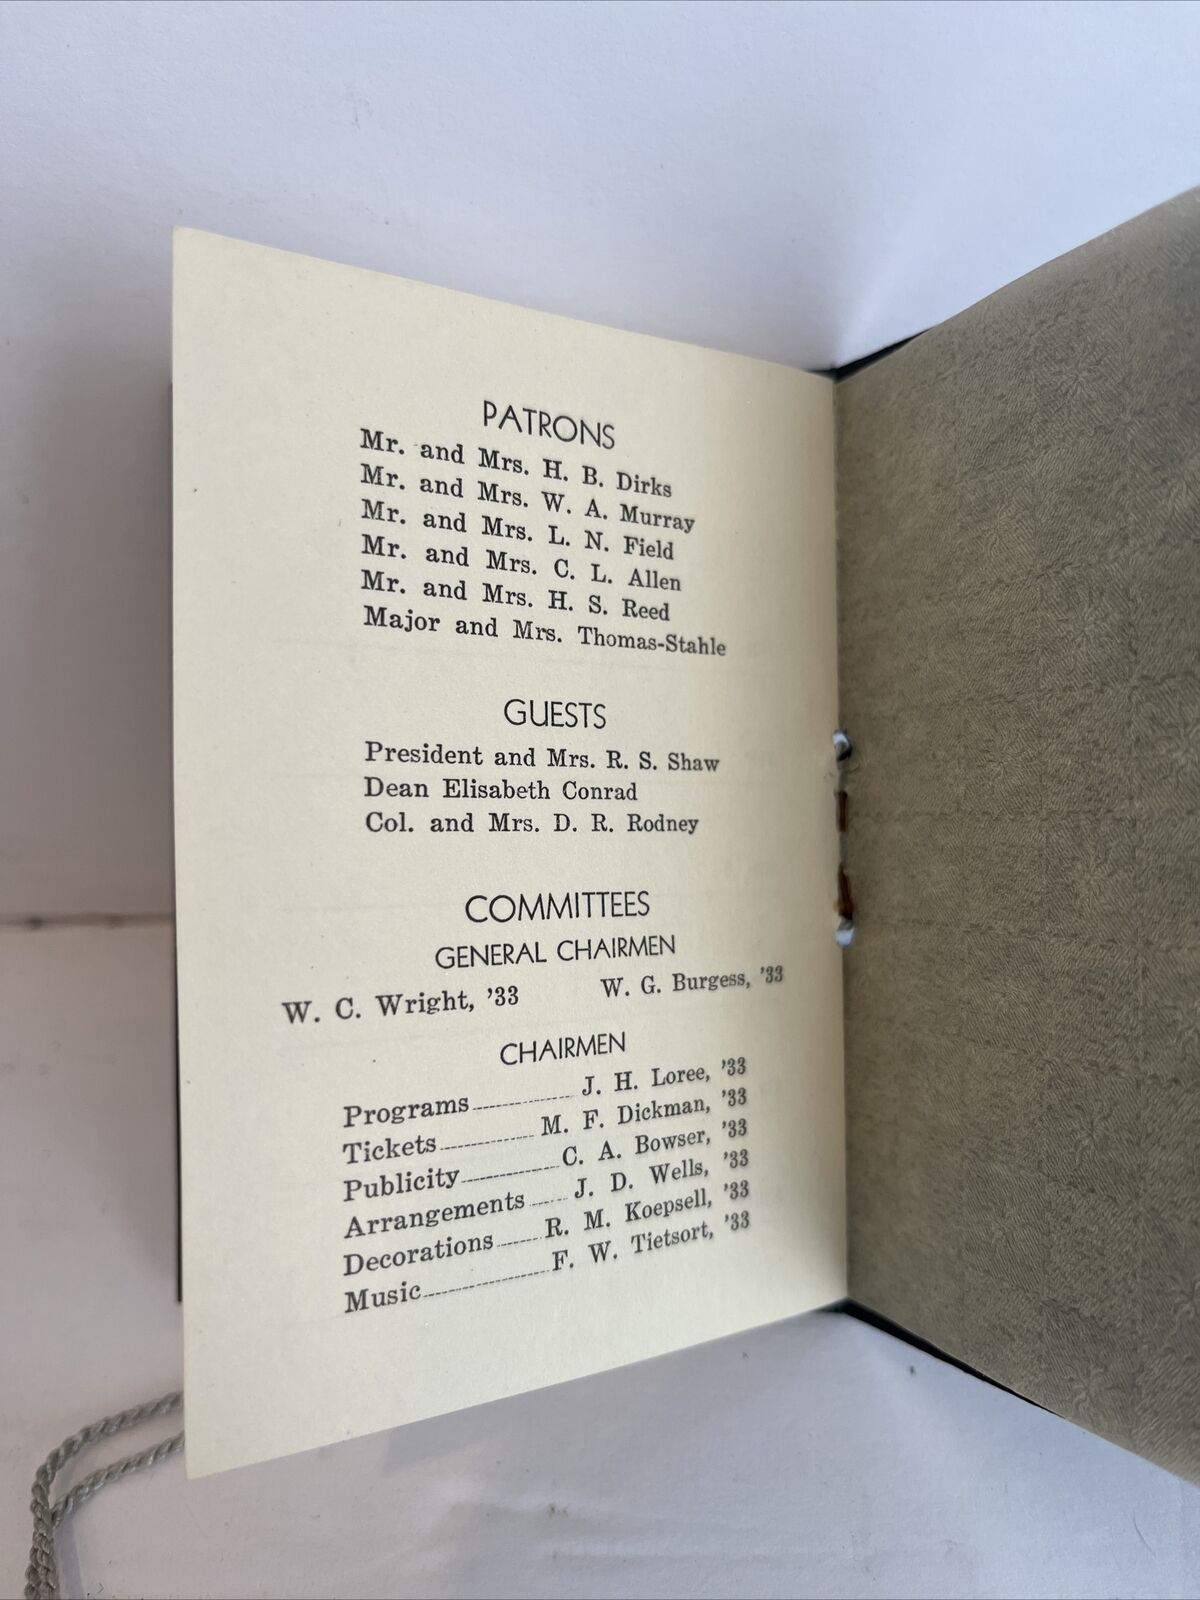 PATRONS
Mr. and Mrs. H. B. Dirks
Mr. and Mrs. W. A. Murray
Mr. and Mrs. L. N. Field
Mr. and Mrs. C. L. Allen
Mr. and Mrs. H. S. Reed
Major and Mrs. Thomas-Stahle
GUESTS
President and Mrs. R. S. Shaw
Dean Elisabeth Conrad
Col. and Mrs. D. R. Rodney
COMMITTEES
GENERAL CHAIRMEN
W. C. Wright, '33 W. G. Burgess, '33
CHAIRMEN
Programs J. H. Loree, '33
Tickets M. F. Dickman, '33
Publicity C. A. Bowser, '33
Arrangements J. D. Wells, '33
Decorations R. M. Koepsell, '33
Music F. W. Tietsort, '33